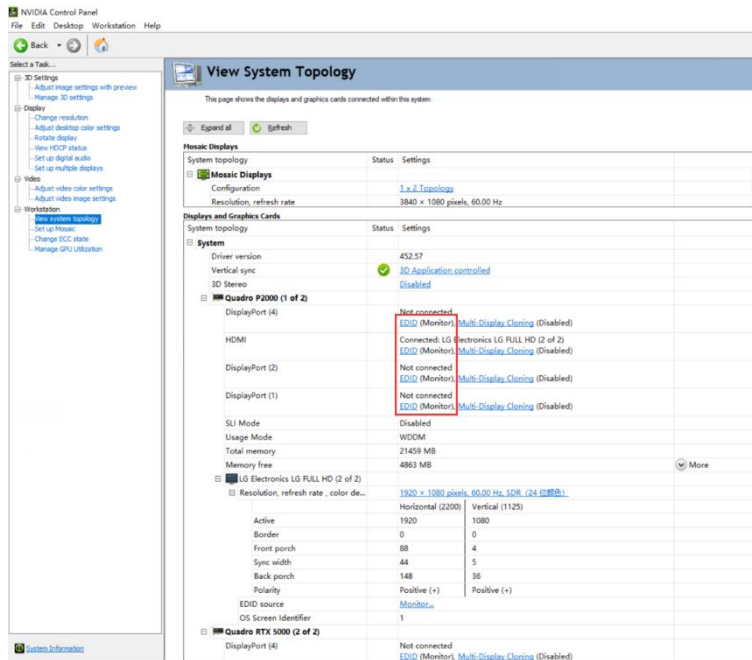 NVIDIA Control Panel
File Edit Desktop Workstation Help
Back
Select a Task...
3D Settings
Adjust image settings with preview
Manage 3D settings
Display
Change resolution
Adjust desktop color settings
Rotate display
View HDCP status
Set up digital audio
Set up multiple displays
Video
Adjust video color settings
Adjust video image settings
Workstation
View system topology
Set up Mosaic
Change ECC state
Manage GPU Utilization
System Information
View System Topology
This page shows the displays and graphics cards connected within this system.
Expand all Refresh
Mosaic Displays
System topology Status Settings
Mosaic Displays
Configuration 1 x 2 Topology
Resolution, refresh rate 3840 × 1080 pixels, 60.00 Hz
Displays and Graphics Cards
System topology Status Settings
System
Driver version 452.57
Vertical sync 3D Application controlled
3D Stereo Disabled
Quadro P2000 (1 of 2)
DisplayPort (4) Not connected
EDID (Monitor), Multi-Display Cloning (Disabled)
HDMI Connected: LG Electronics LG FULL HD (2 of 2)
EDID (Monitor), Multi-Display Cloning (Disabled)
DisplayPort (2) Not connected
EDID (Monitor), Multi-Display Cloning (Disabled)
DisplayPort (1) Not connected
EDID (Monitor), Multi-Display Cloning (Disabled)
SLI Mode Disabled
Usage Mode WDDM
Total memory 21459 MB
Memory free 4863 MB More
LG Electronics LG FULL HD (2 of 2)
Resolution, refresh rate , color de... 1920 × 1080 pixels, 60.00 Hz, SDR (24 位颜色)
Horizontal (2200) Vertical (1125)
Active 1920 1080
Border 0 0
Front porch 88 4
Sync width 44 5
Back porch 148 36
Polarity Positive (+) Positive (+)
EDID source Monitor...
OS Screen Identifier 1
Quadro RTX 5000 (2 of 2)
DisplayPort (4) Not connected
EDID (Monitor), Multi-Display Cloning (Disabled)